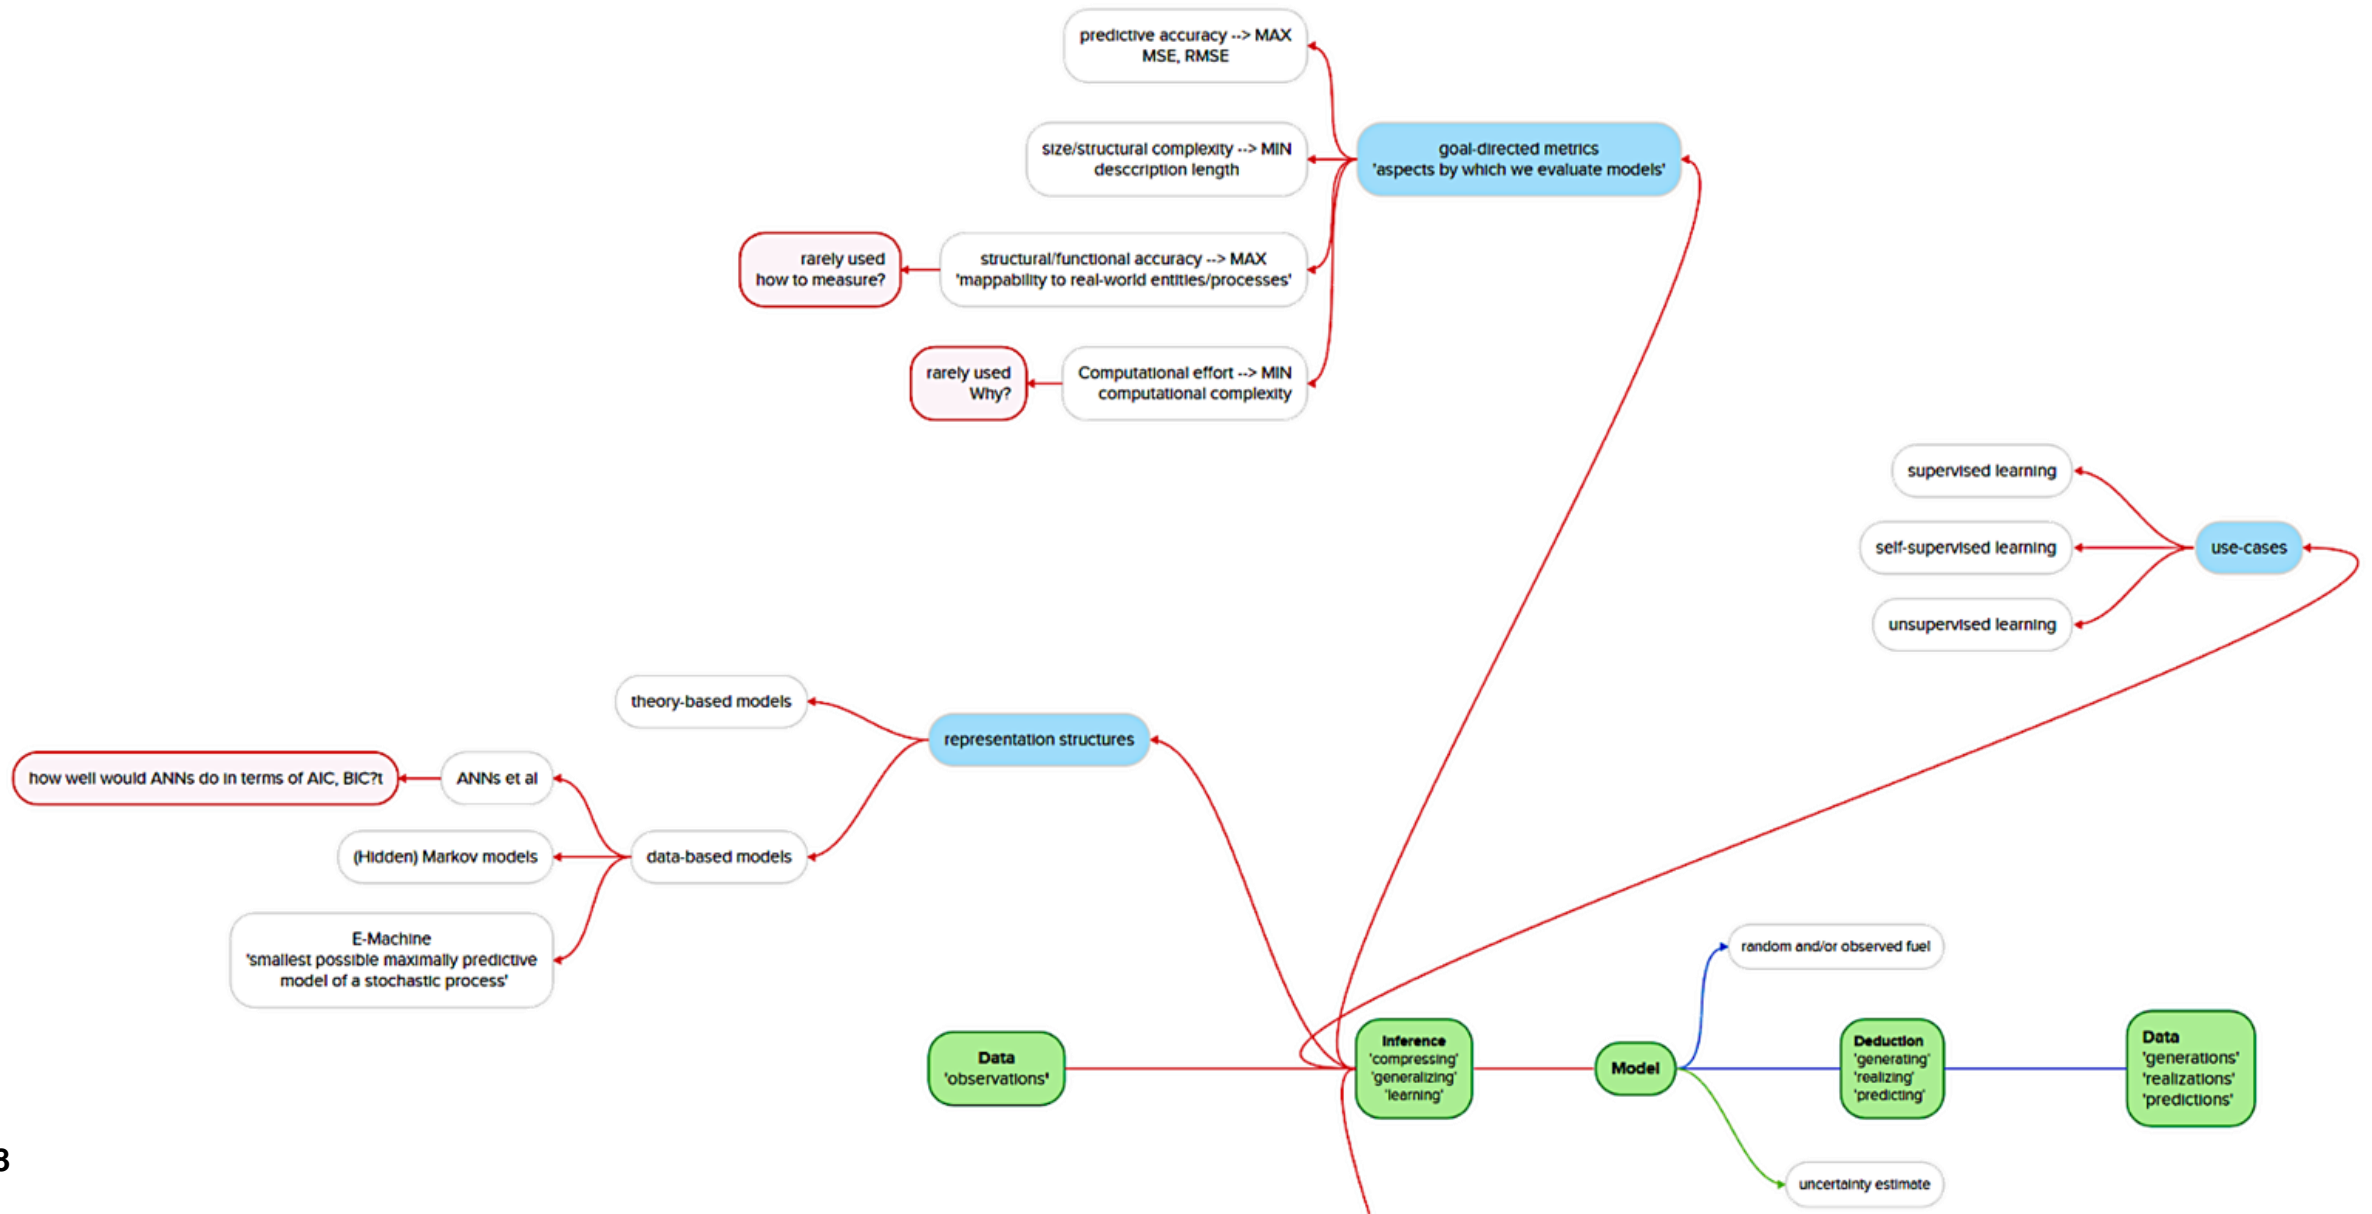 predictive accuracy --> MAX
MSE, RMSE
size/structural complexity --> MIN
desccription length
goal-directed metrics
'aspects by which we evaluate models'
rarely used
how to measure?
structural/functional accuracy --> MAX
'mappability to real-world entities/processes'
rarely used
Why?
Computational effort --> MIN
computational complexity
supervised learning
self-supervised learning
use-cases
unsupervised learning
theory-based models
representation structures
how well would ANNs do in terms of AIC, BIC?t
ANNs et al
(Hidden) Markov models
data-based models
E-Machine
'smallest possible maximally predictive
model of a stochastic process'
random and/or observed fuel
Data
'observations'
Inference
'compressing'
'generalizing'
'learning'
Model
Deduction
'generating'
'realizing'
'predicting'
Data
'generations'
'realizations'
'predictions'
uncertainty estimate
3